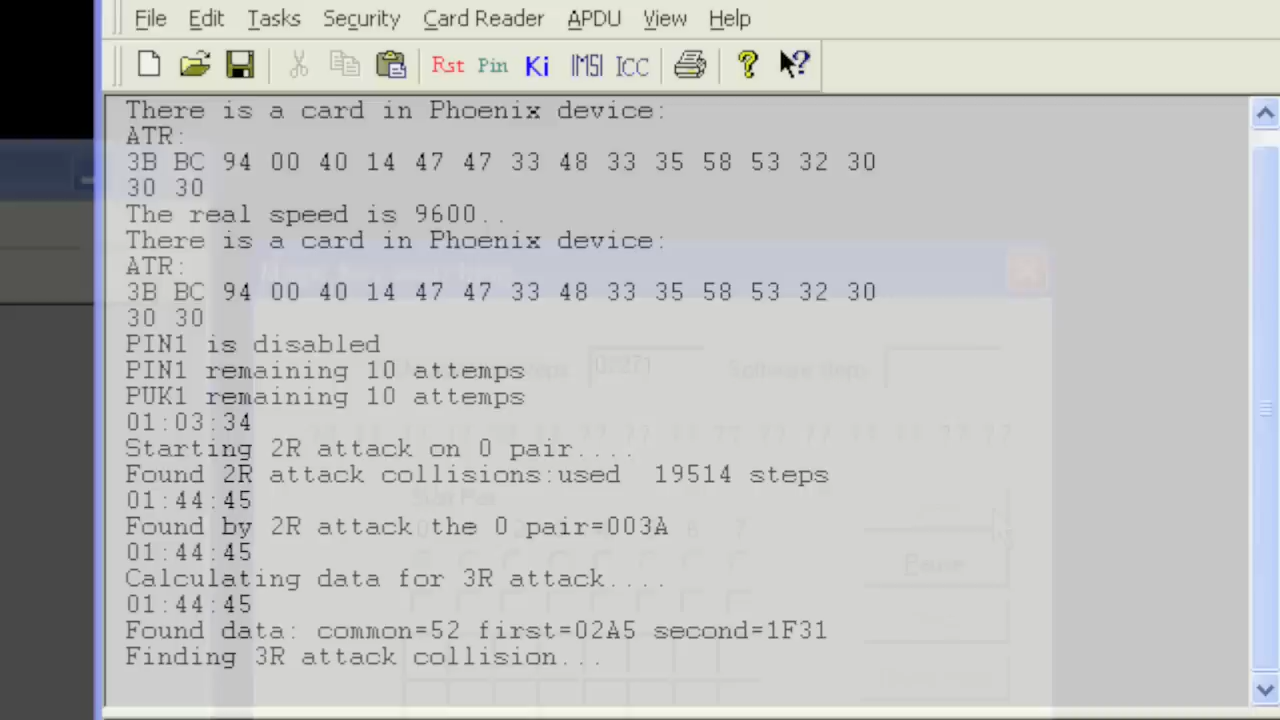 File Edit Tasks Security Card Reader APDU View Help
Rst Pin Ki IMSI ICC
There is a card in Phoenix device:
ATR:
3B BC 94 00 40 14 47 47 33 48 33 35 58 53 32 30
30 30
The real speed is 9600..
There is a card in Phoenix device:
ATR:
3B BC 94 00 40 14 47 47 33 48 33 35 58 53 32 30
30 30
PIN1 is disabled
PIN1 remaining 10 attemps
PUK1 remaining 10 attemps
01:03:34
Starting 2R attack on 0 pair....
Found 2R attack collisions:used 19514 steps
01:44:45
Found by 2R attack the 0 pair=003A
01:44:45
Calculating data for 3R attack....
01:44:45
Found data: common=52 first=02A5 second=1F31
Finding 3R attack collision...
Pause